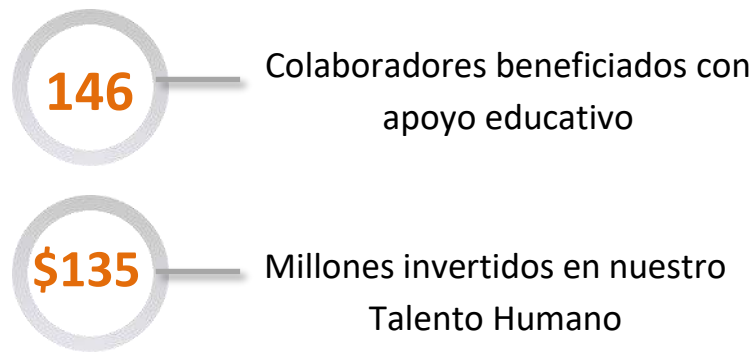 146
Colaboradores beneficiados con
apoyo educativo
$135
Millones invertidos en nuestro
Talento Humano